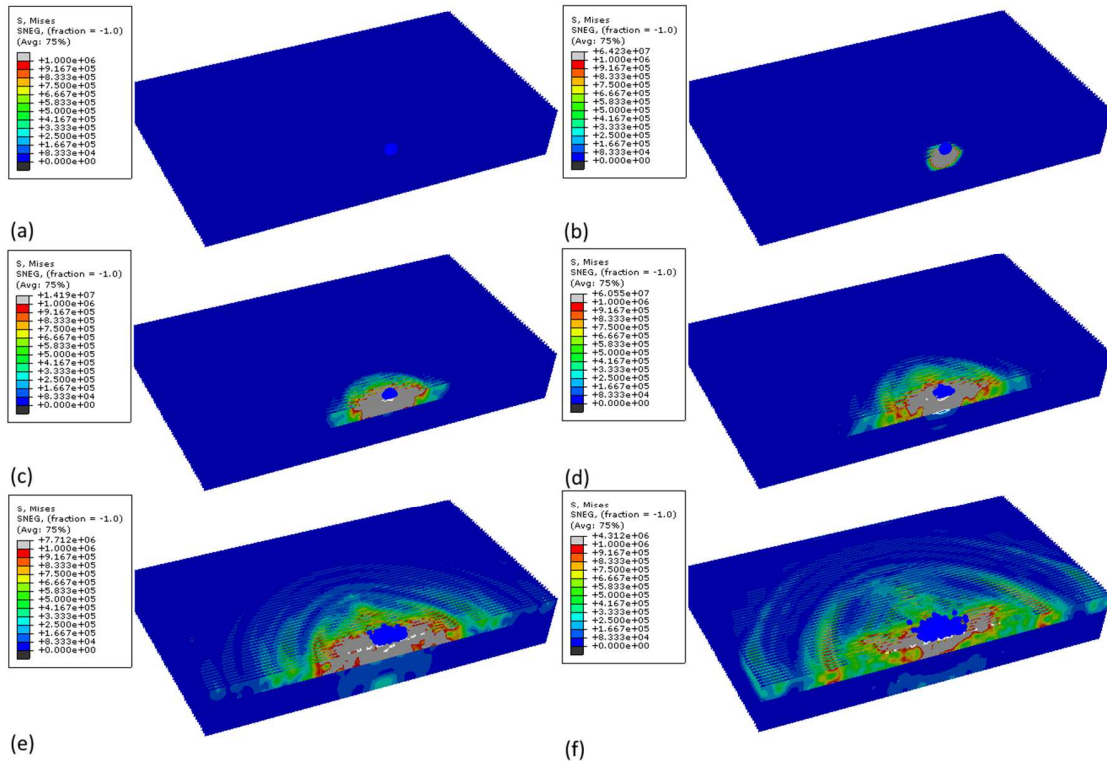 S, Mises
SNEG, (fraction = -1.0)
(Avg: 75%)
+1.000e+06
+9.167e+05
+8.333e+05
+7.500e+05
+6.667e+05
+5.833e+05
+5.000e+05
+4.167e+05
+3.333e+05
+2.500e+05
+1.667e+05
+8.333e+04
+0.000e+00
(a)
S, Mises
SNEG, (fraction = -1.0)
(Avg: 75%)
+6.423e+07
+1.000e+06
+9.167e+05
+8.333e+05
+7.500e+05
+6.667e+05
+5.833e+05
+5.000e+05
+4.167e+05
+3.333e+05
+2.500e+05
+1.667e+05
+8.333e+04
+0.000e+00
(b)
S, Mises
SNEG, (fraction = -1.0)
(Avg: 75%)
+1.419e+07
+1.000e+06
+9.167e+05
+8.333e+05
+7.500e+05
+6.667e+05
+5.833e+05
+5.000e+05
+4.167e+05
+3.333e+05
+2.500e+05
+1.667e+05
+8.333e+04
+0.000e+00
(c)
S, Mises
SNEG, (fraction = -1.0)
(Avg: 75%)
+6.055e+07
+1.000e+06
+9.167e+05
+8.333e+05
+7.500e+05
+6.667e+05
+5.833e+05
+5.000e+05
+4.167e+05
+3.333e+05
+2.500e+05
+1.667e+05
+8.333e+04
+0.000e+00
(d)
S, Mises
SNEG, (fraction = -1.0)
(Avg: 75%)
+7.712e+06
+1.000e+06
+9.167e+05
+8.333e+05
+7.500e+05
+6.667e+05
+5.833e+05
+5.000e+05
+4.167e+05
+3.333e+05
+2.500e+05
+1.667e+05
+8.333e+04
+0.000e+00
(e)
S, Mises
SNEG, (fraction = -1.0)
(Avg: 75%)
+4.312e+06
+1.000e+06
+9.167e+05
+8.333e+05
+7.500e+05
+6.667e+05
+5.833e+05
+5.000e+05
+4.167e+05
+3.333e+05
+2.500e+05
+1.667e+05
+8.333e+04
+0.000e+00
(f)